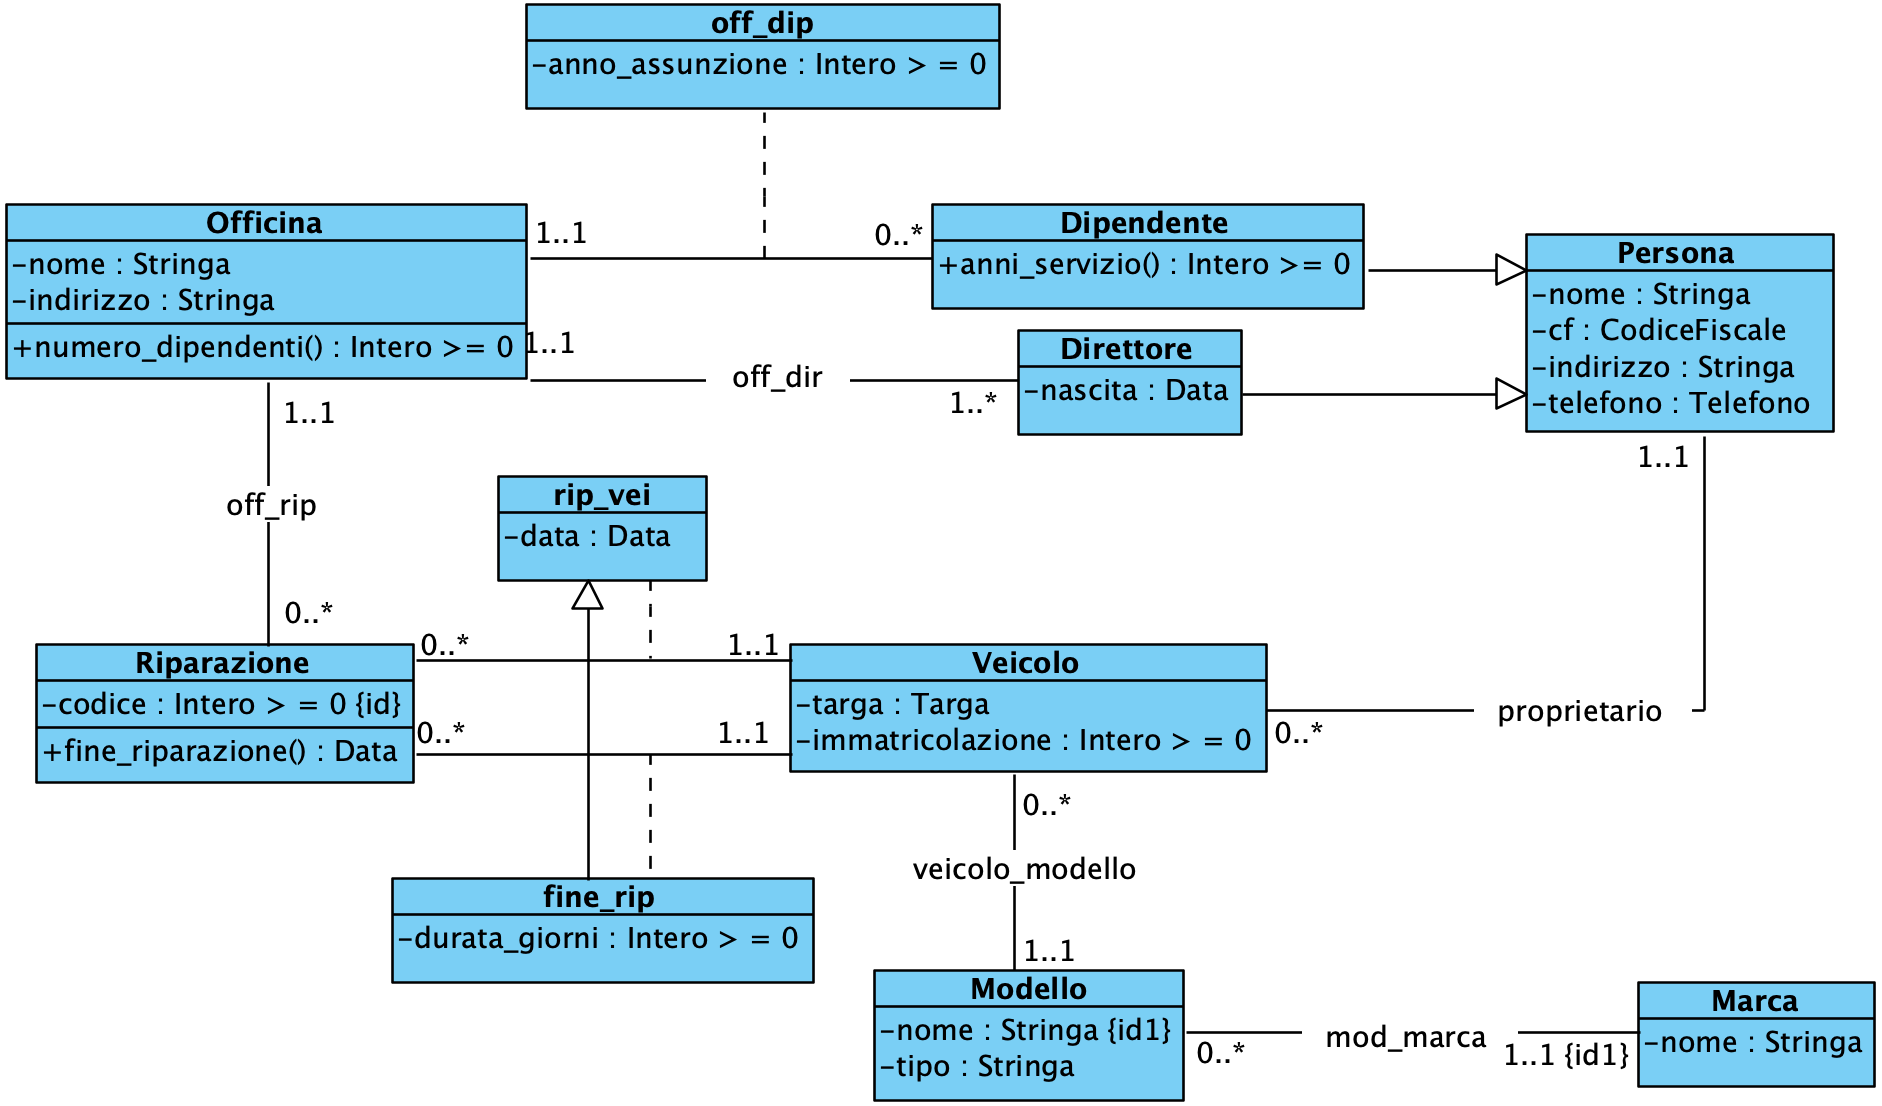 off_dip
-anno_assunzione : Intero > = 0
Officina
-nome : Stringa
-indirizzo : Stringa
+numero_dipendenti() : Intero >= 0
1..1
0..*
Dipendente
+anni_servizio() : Intero >= 0
Persona
-nome : Stringa
-cf : CodiceFiscale
-indirizzo : Stringa
-telefono : Telefono
1..1
off_dir
1..*
Direttore
-nascita : Data
1..1
off_rip
0..*
1..1
rip_vei
-data : Data
Riparazione
-codice : Intero > = 0 {id}
+fine_riparazione() : Data
0..*
1..1
0..*
1..1
Veicolo
-targa : Targa
-immatricolazione : Intero > = 0
0..*
proprietario
0..*
veicolo_modello
1..1
fine_rip
-durata_giorni : Intero > = 0
Modello
-nome : Stringa {id1}
-tipo : Stringa
0..*
mod_marca
1..1 {id1}
Marca
-nome : Stringa